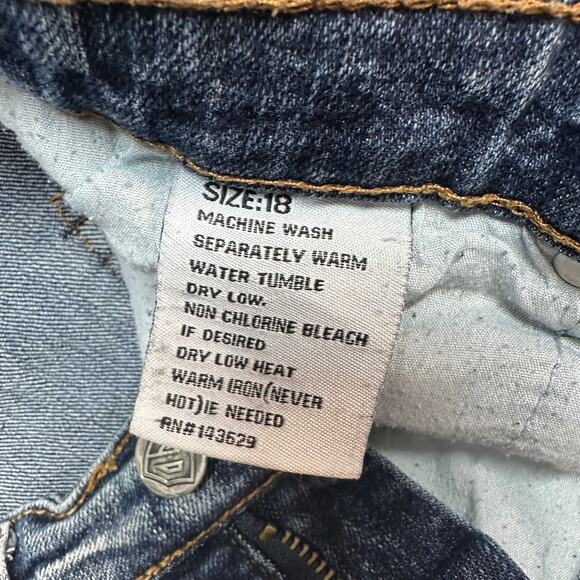 SIZE:18
MACHINE WASH
SEPARATELY WARM
WATER TUMBLE
DRY LOW.
NON CHLORINE BLEACH
IF DESIRED
DRY LOW HEAT
WARM IRON(NEVER
HOT)IE NEEDED
RN#143629